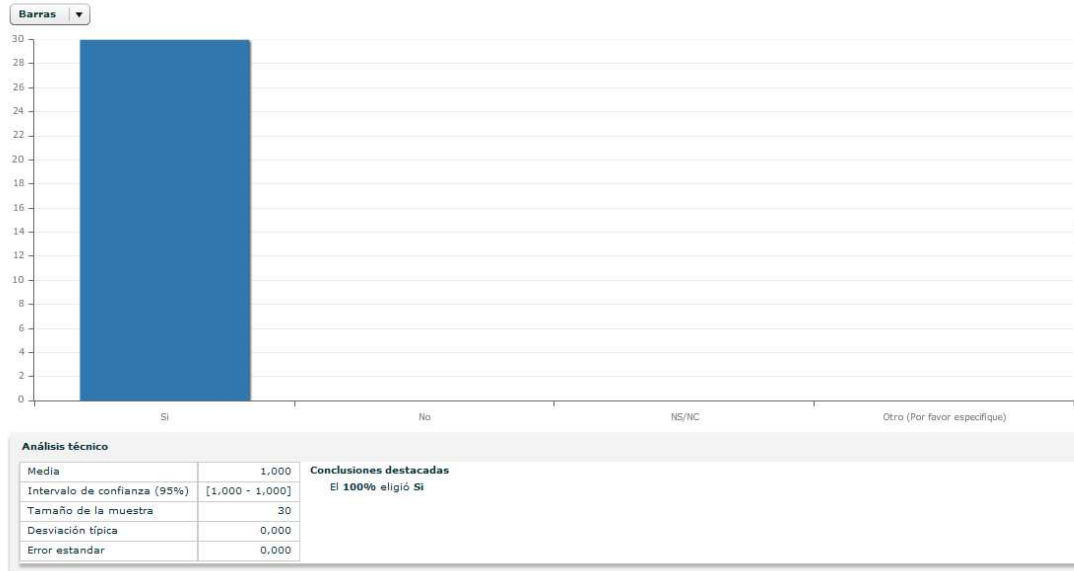 Barras
30
28
26
24
22
20
18
16
14
12
10
8
6
4
2
0
Si No NS/NC Otro (Por favor especifique)
Análisis técnico
Media 1,000
Intervalo de confianza (95%) [1,000 - 1,000]
Tamaño de la muestra 30
Desviación típica 0,000
Error estandar 0,000
Conclusiones destacadas
El 100% eligió Si